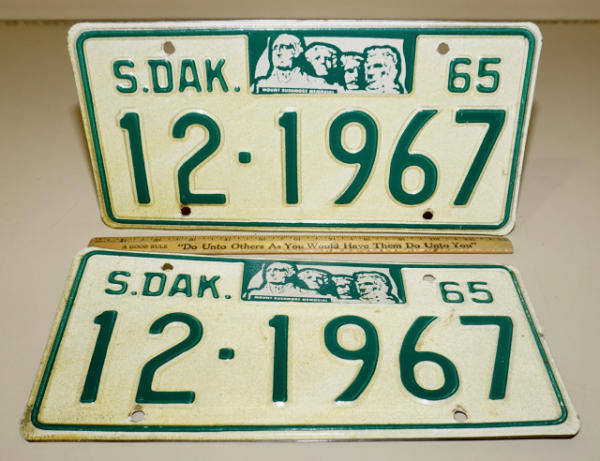 S.DAK. MOUNT RUSHMORE MEMORIAL 65
12·1967
A GOOD RULE "Do Unto Others As You Would Have Them Do Unto You"
S.DAK. MOUNT RUSHMORE MEMORIAL 65
12·1967